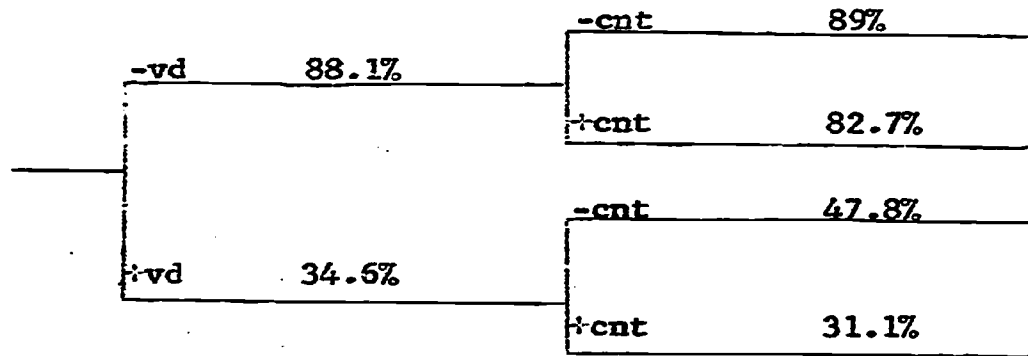 -cnt 89%
-vd 88.1%
+cnt 82.7%
-cnt 47.8%
+vd 34.6%
+cnt 31.1%